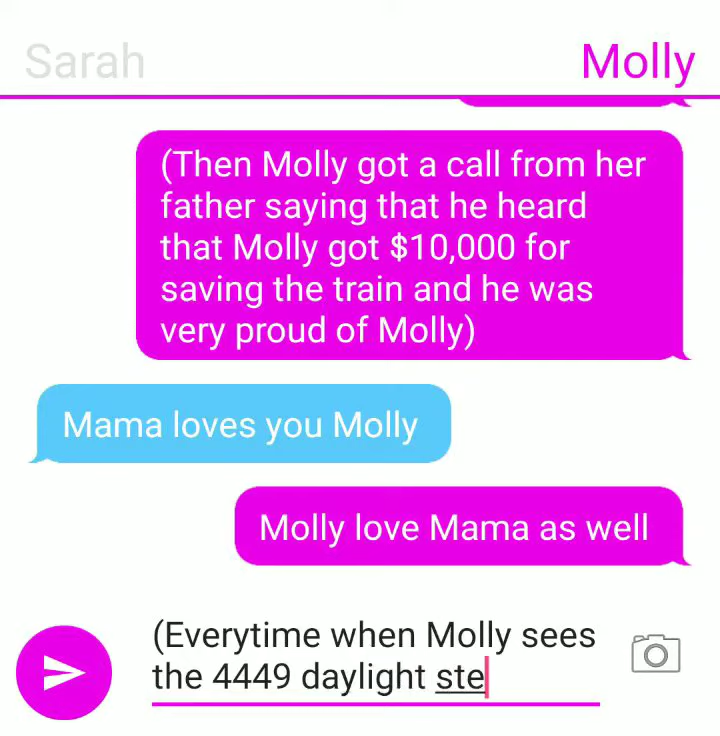 Sarah
Molly
(Then Molly got a call from her
father saying that he heard
that Molly got $10,000 for
saving the train and he was
very proud of Molly)
Mama loves you Molly
Molly love Mama as well
(Everytime when Molly sees
the 4449 daylight ste